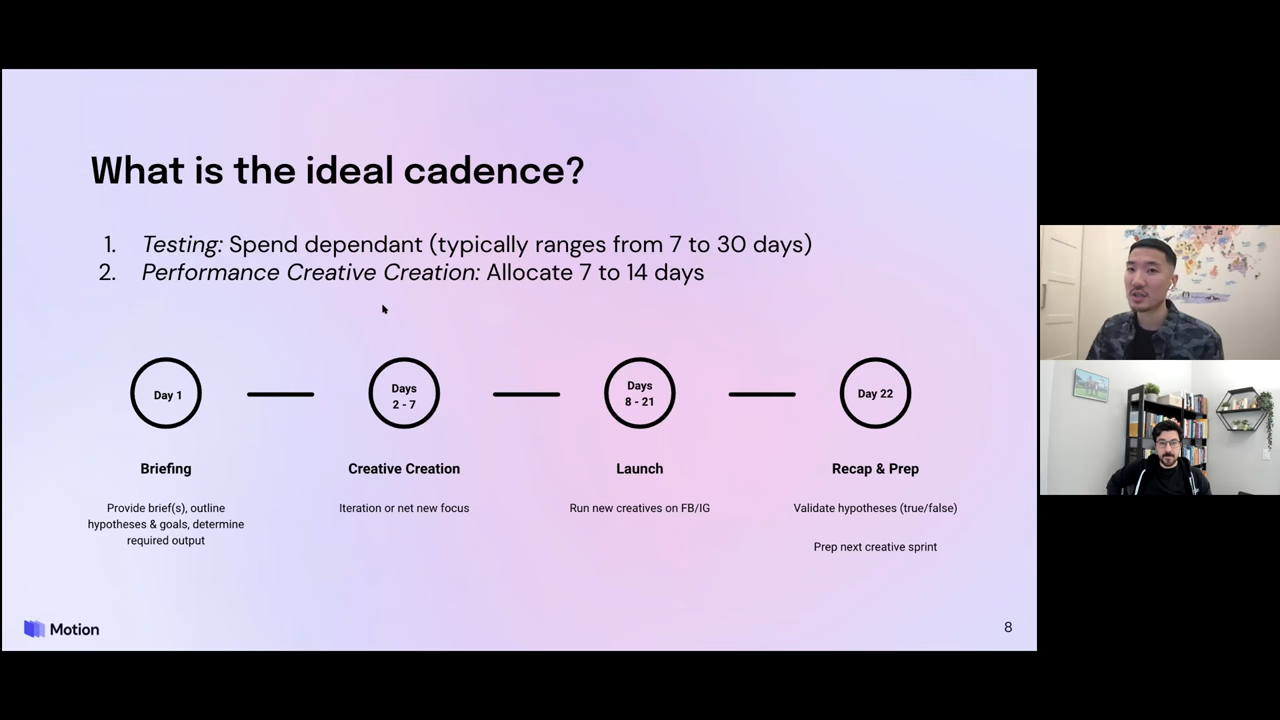 What is the ideal cadence?
1. Testing: Spend dependant (typically ranges from 7 to 30 days)
2. Performance Creative Creation: Allocate 7 to 14 days
Day 1
Days
2 - 7
Days
8 - 21
Day 22
Briefing
Creative Creation
Launch
Recap & Prep
Provide brief(s), outline
hypotheses & goals, determine
required output
Iteration or net new focus
Run new creatives on FB/IG
Validate hypotheses (true/false)
Prep next creative sprint
Motion
8